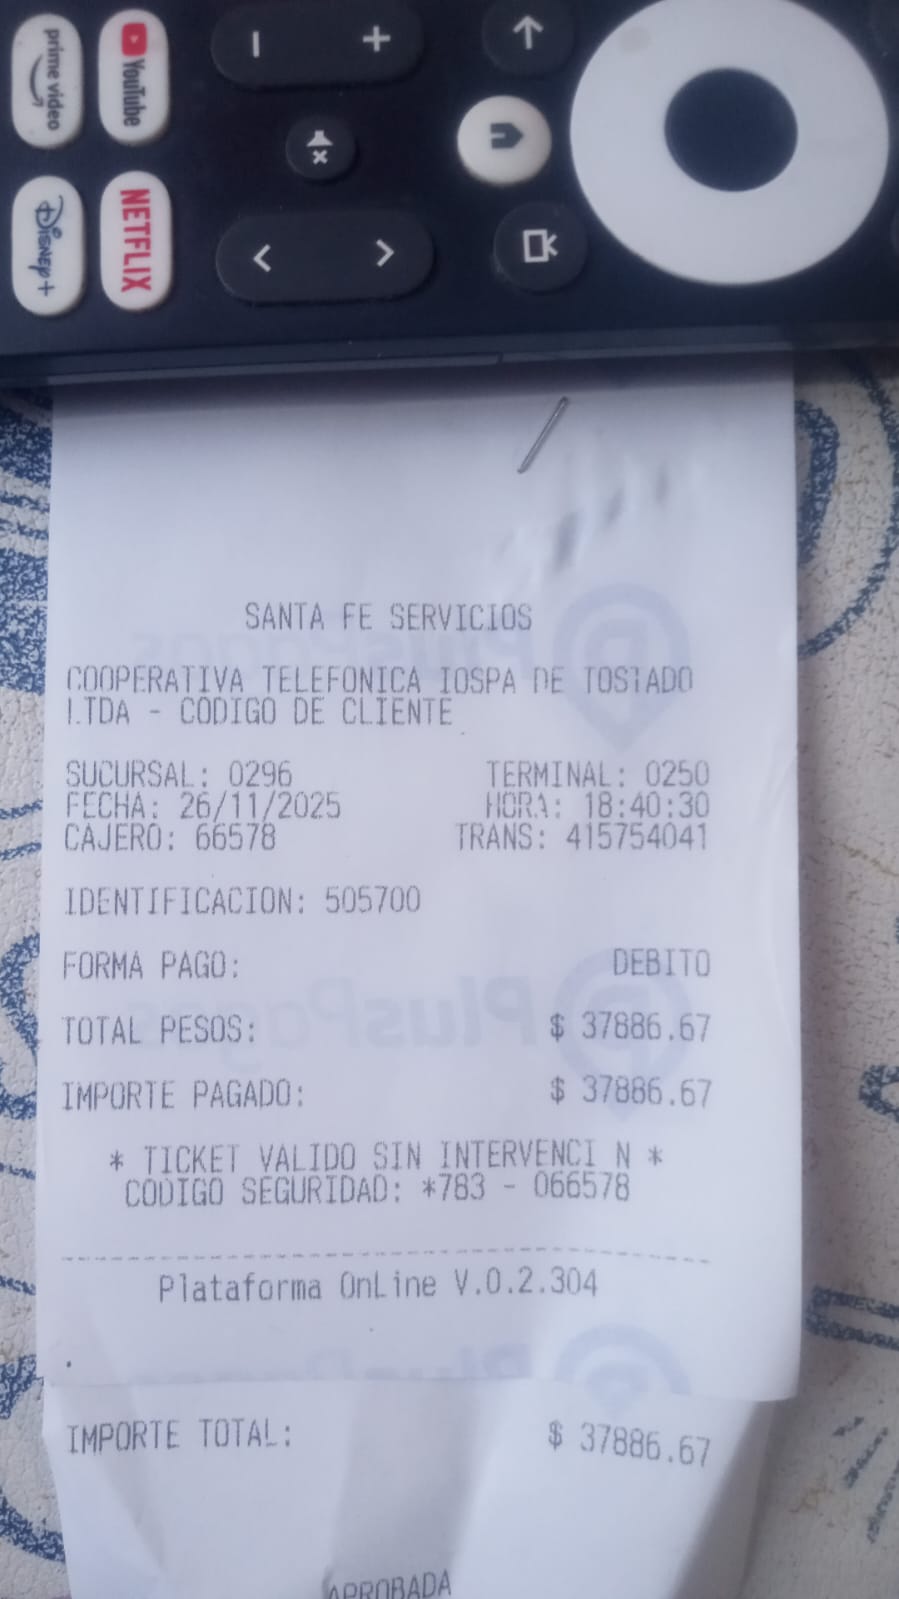 prime video
YouTube
DISNEY+
NETFLIX
SANTA FE SERVICIOS
COOPERATIVA TELEFONICA IOSPA DE TOSTADO
LTDA - CODIGO DE CLIENTE
SUCURSAL: 0296 TERMINAL: 0250
FECHA: 26/11/2025 HORA: 18:40:30
CAJERO: 66578 TRANS: 415754041
IDENTIFICACION: 505700
FORMA PAGO: DEBITO
TOTAL PESOS: $ 37886.67
IMPORTE PAGADO: $ 37886.67
* TICKET VALIDO SIN INTERVENCI N *
CODIGO SEGURIDAD: *783 - 066578
Plataforma OnLine V.0.2.304
IMPORTE TOTAL: $ 37886.67
APROBADA